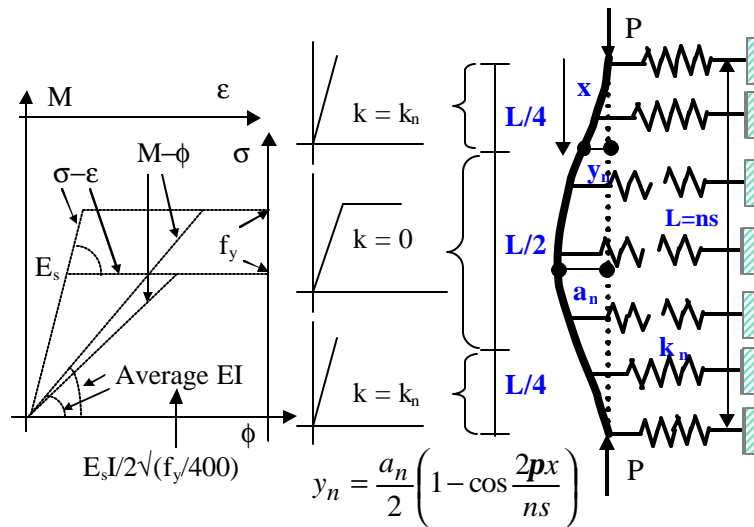 M
ε
σ
M−φ
σ−ε
E_s
f_y
Average EI
φ
E_sI/2√(f_y/400)
k = k_n
k = 0
k = k_n
L/4
L/2
L/4
P
x
y_n
L=ns
a_n
k_n
P
y_n = a_n/2 (1 − cos 2px/ns)